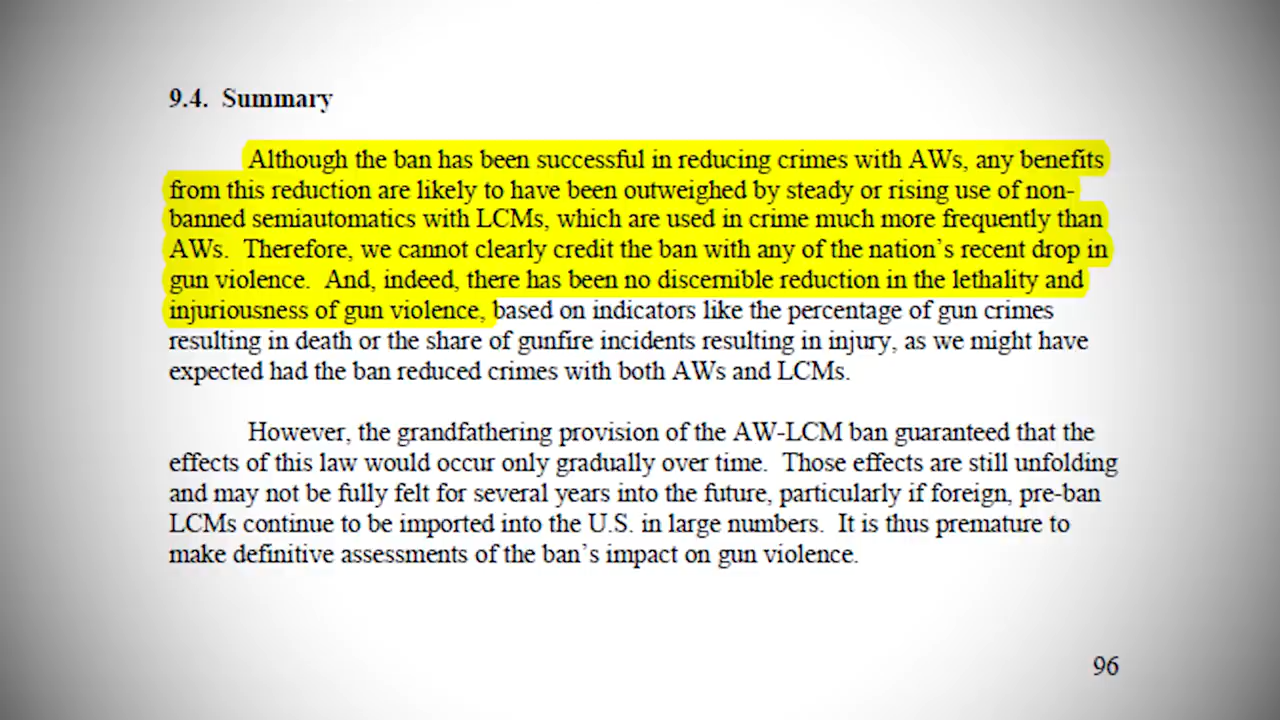 9.4. Summary
Although the ban has been successful in reducing crimes with AWs, any benefits
from this reduction are likely to have been outweighed by steady or rising use of non-
banned semiautomatics with LCMs, which are used in crime much more frequently than
AWs. Therefore, we cannot clearly credit the ban with any of the nation's recent drop in
gun violence. And, indeed, there has been no discernible reduction in the lethality and
injuriousness of gun violence, based on indicators like the percentage of gun crimes
resulting in death or the share of gunfire incidents resulting in injury, as we might have
expected had the ban reduced crimes with both AWs and LCMs.
However, the grandfathering provision of the AW-LCM ban guaranteed that the
effects of this law would occur only gradually over time. Those effects are still unfolding
and may not be fully felt for several years into the future, particularly if foreign, pre-ban
LCMs continue to be imported into the U.S. in large numbers. It is thus premature to
make definitive assessments of the ban's impact on gun violence.
96